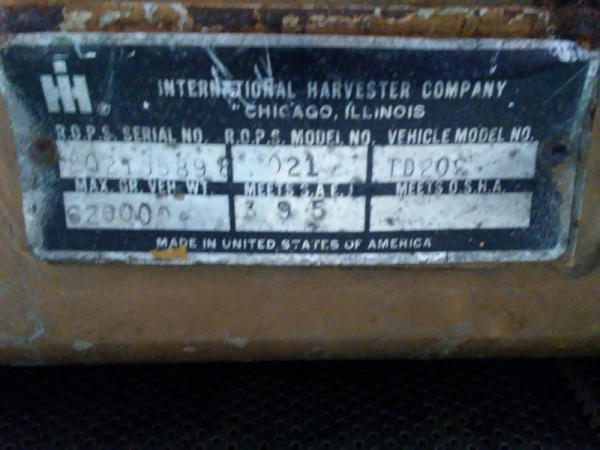 IH®
INTERNATIONAL HARVESTER COMPANY
CHICAGO, ILLINOIS
R.O.P.S. SERIAL NO. R.O.P.S. MODEL NO. VEHICLE MODEL NO.
021
MAX. GR. VEH. WT. MEETS S.A.E. J MEETS O.S.H.A.
395
MADE IN UNITED STATES OF AMERICA